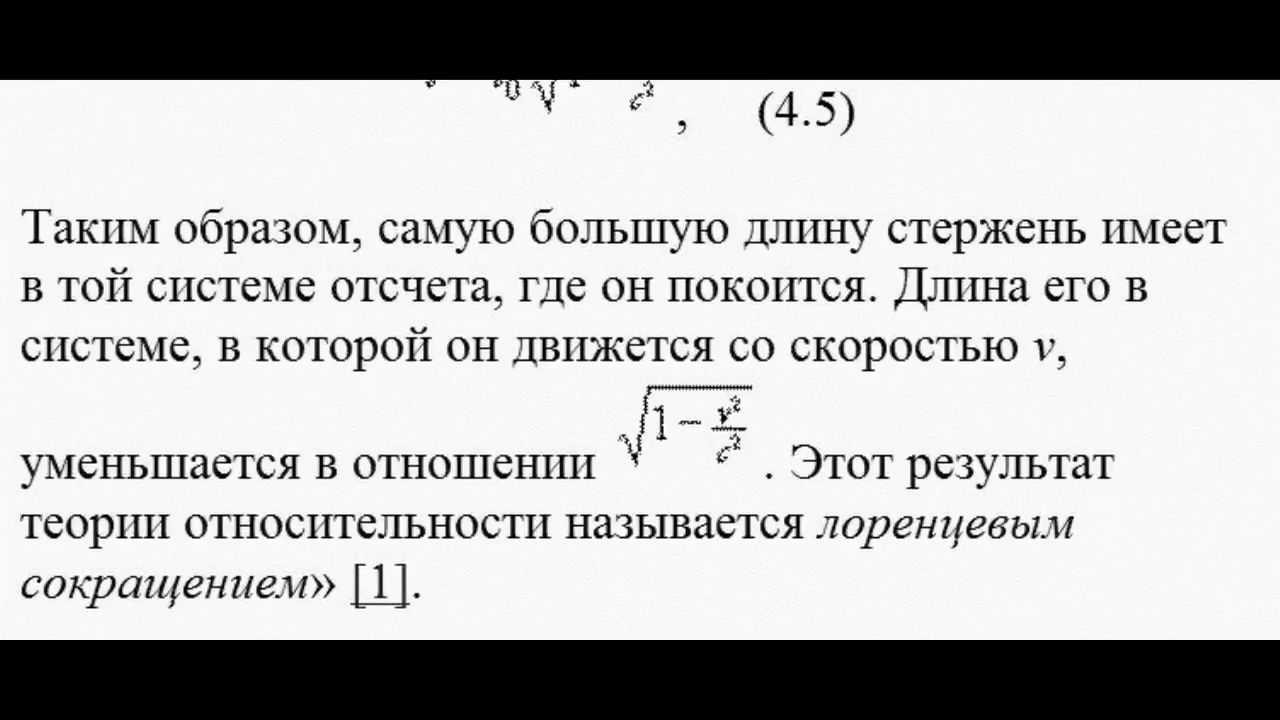 , (4.5)
Таким образом, самую большую длину стержень имеет
в той системе отсчета, где он покоится. Длина его в
системе, в которой он движется со скоростью v,
уменьшается в отношении √1 − v²/c² . Этот результат
теории относительности называется лоренцевым
сокращением» [1].